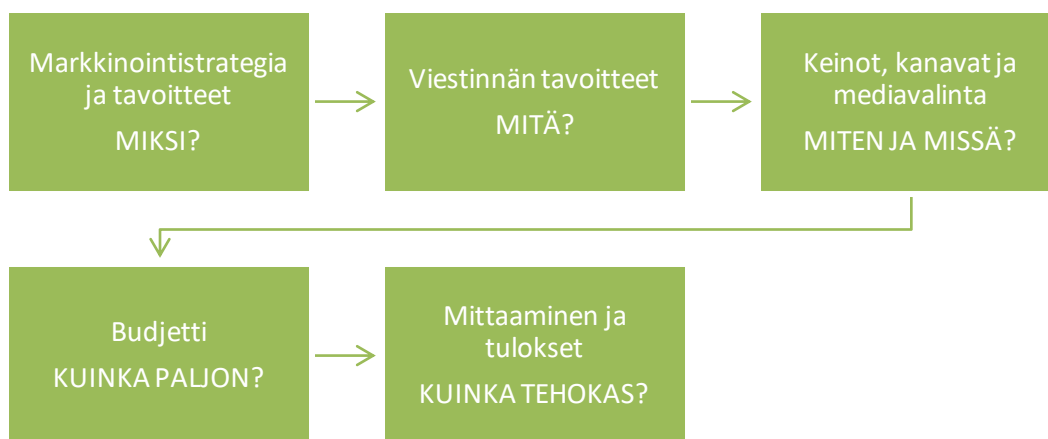 Markkinointistrategia
ja tavoitteet
MIKSI?
Viestinnän tavoitteet
MITÄ?
Keinot, kanavat ja
mediavalinta
MITEN JA MISSÄ?
Budjetti
KUINKA PALJON?
Mittaaminen ja
tulokset
KUINKA TEHOKAS?